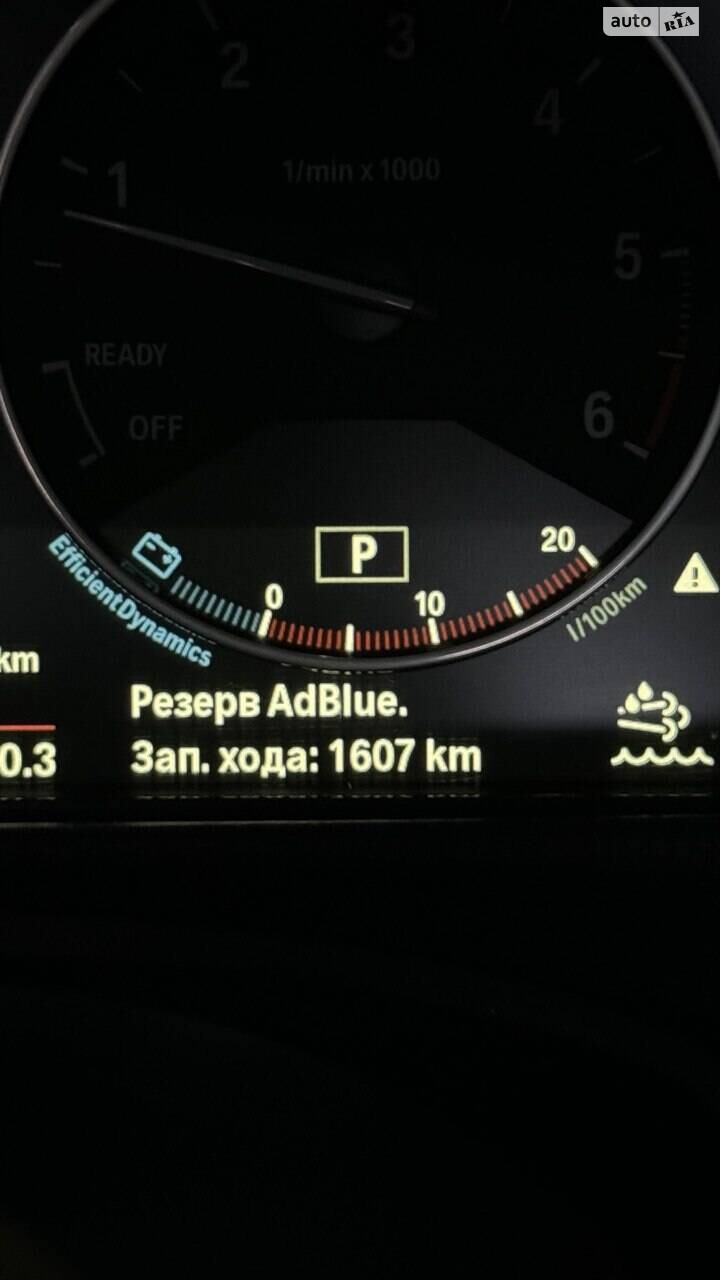 auto RIA
3
2
4
1/min x 1000
1
5
READY
6
OFF
P
20
0
10
EfficientDynamics
l/100km
km
Резерв AdBlue.
0.3
Зап. хода: 1607 km